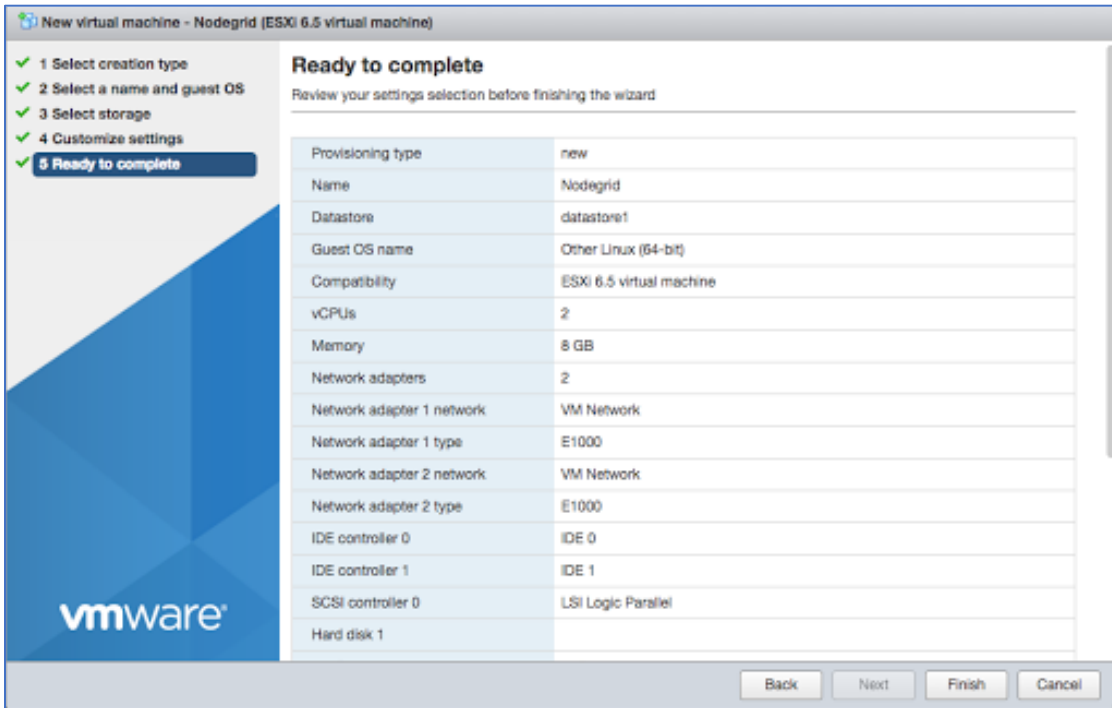 New virtual machine - Nodegrid (ESXi 6.5 virtual machine)
1 Select creation type
2 Select a name and guest OS
3 Select storage
4 Customize settings
5 Ready to complete
Ready to complete
Review your settings selection before finishing the wizard
Provisioning type new
Name Nodegrid
Datastore datastore1
Guest OS name Other Linux (64-bit)
Compatibility ESXi 6.5 virtual machine
vCPUs 2
Memory 8 GB
Network adapters 2
Network adapter 1 network VM Network
Network adapter 1 type E1000
Network adapter 2 network VM Network
Network adapter 2 type E1000
IDE controller 0 IDE 0
IDE controller 1 IDE 1
SCSI controller 0 LSI Logic Parallel
Hard disk 1
vmware
Back Next Finish Cancel